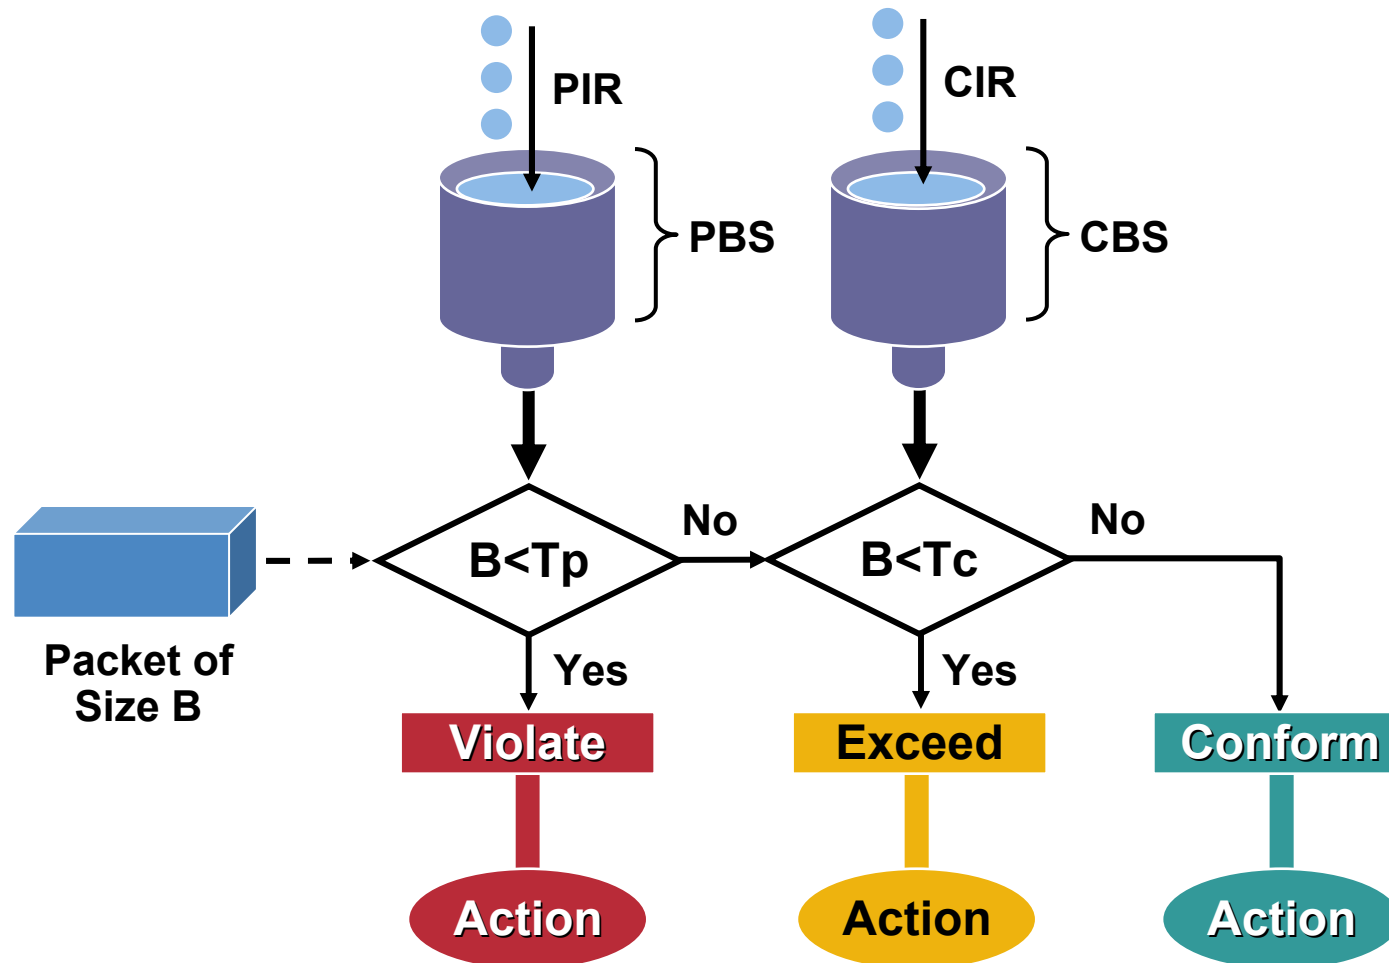 PIR
CIR
PBS
CBS
No
No
B<Tp
B<Tc
Packet of
Size B
Yes
Yes
Violate
Exceed
Conform
Action
Action
Action